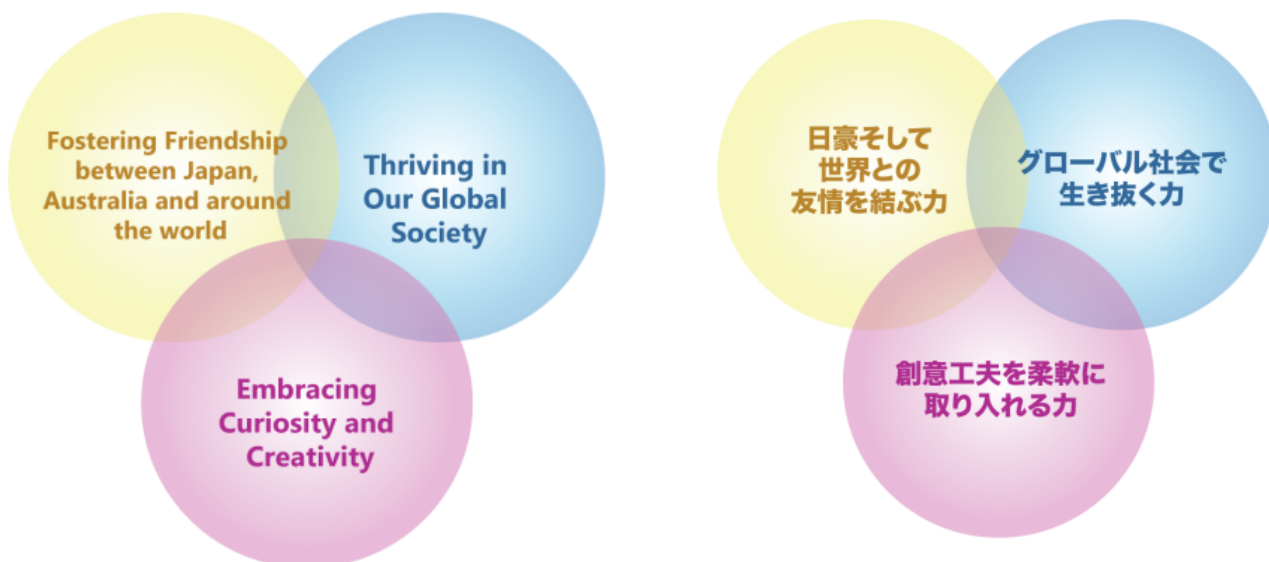 Fostering Friendship
between Japan,
Australia and around
the world
Thriving in
Our Global
Society
Embracing
Curiosity and
Creativity
日豪そして
世界との
友情を結ぶ力
グローバル社会で
生き抜く力
創意工夫を柔軟に
取り入れる力